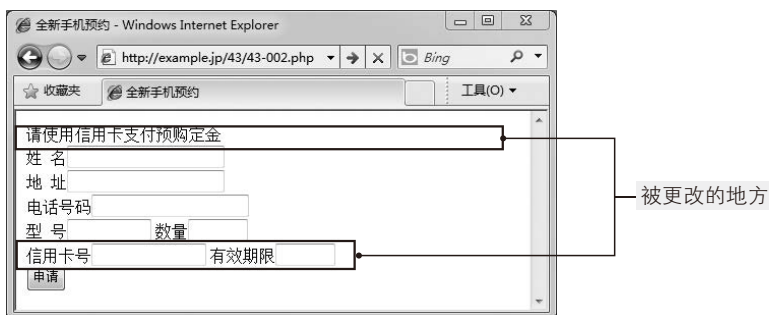 全新手机预约 - Windows Internet Explorer
http://example.jp/43/43-002.php
Bing
收藏夹
全新手机预约
工具(O)
请使用信用卡支付预购定金
姓 名
地 址
电话号码
型 号 数量
信用卡号 有效期限
申请
被更改的地方